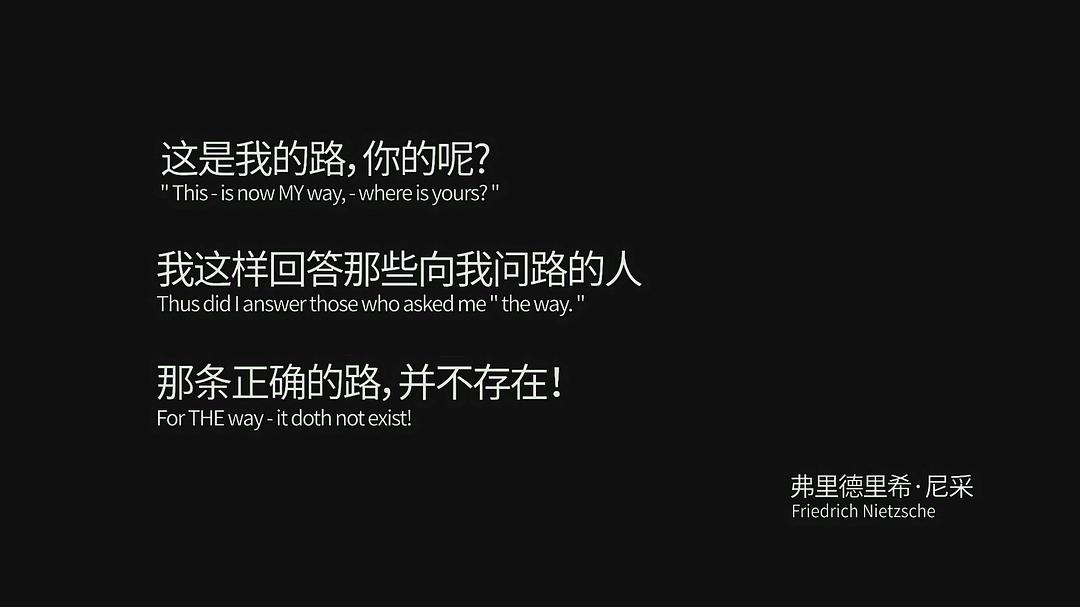 这是我的路，你的呢？
" This - is now MY way, - where is yours? "
我这样回答那些向我问路的人
Thus did I answer those who asked me " the way. "
那条正确的路，并不存在！
For THE way - it doth not exist!
弗里德里希·尼采
Friedrich Nietzsche